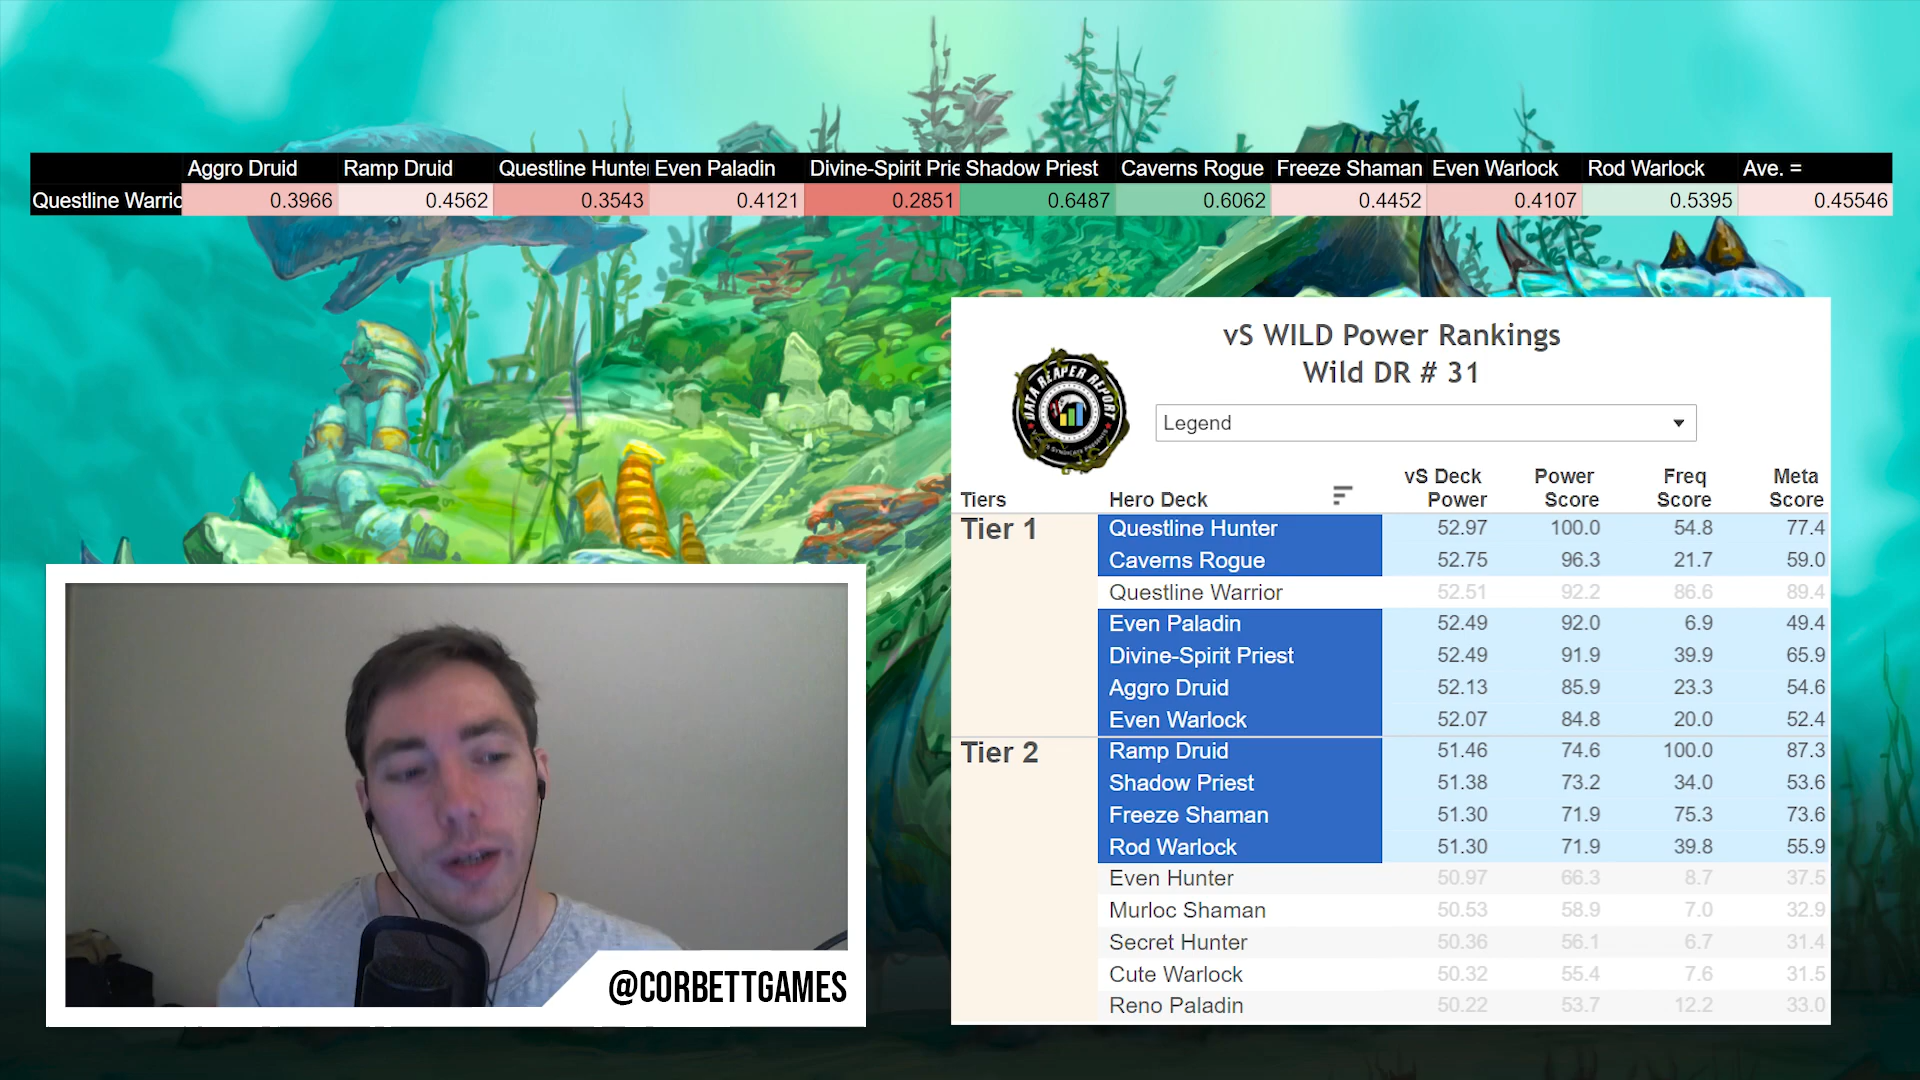 Aggro Druid Ramp Druid Questline Hunter Even Paladin Divine-Spirit Prie Shadow Priest Caverns Rogue Freeze Shaman Even Warlock Rod Warlock Ave. =
Questline Warrio 0.3966 0.4562 0.3543 0.4121 0.2851 0.6487 0.6062 0.4452 0.4107 0.5395 0.45546
vS WILD Power Rankings
Wild DR # 31
DATA REAPER REPORT
Legend
Tiers Hero Deck vS Deck Power Power Score Freq Score Meta Score
Tier 1
Questline Hunter 52.97 100.0 54.8 77.4
Caverns Rogue 52.75 96.3 21.7 59.0
Questline Warrior 52.51 92.2 86.6 89.4
Even Paladin 52.49 92.0 6.9 49.4
Divine-Spirit Priest 52.49 91.9 39.9 65.9
Aggro Druid 52.13 85.9 23.3 54.6
Even Warlock 52.07 84.8 20.0 52.4
Tier 2
Ramp Druid 51.46 74.6 100.0 87.3
Shadow Priest 51.38 73.2 34.0 53.6
Freeze Shaman 51.30 71.9 75.3 73.6
Rod Warlock 51.30 71.9 39.8 55.9
Even Hunter 50.97 66.3 8.7 37.5
Murloc Shaman 50.53 58.9 7.0 32.9
Secret Hunter 50.36 56.1 6.7 31.4
Cute Warlock 50.32 55.4 7.6 31.5
Reno Paladin 50.22 53.7 12.2 33.0
@CORBETTGAMES